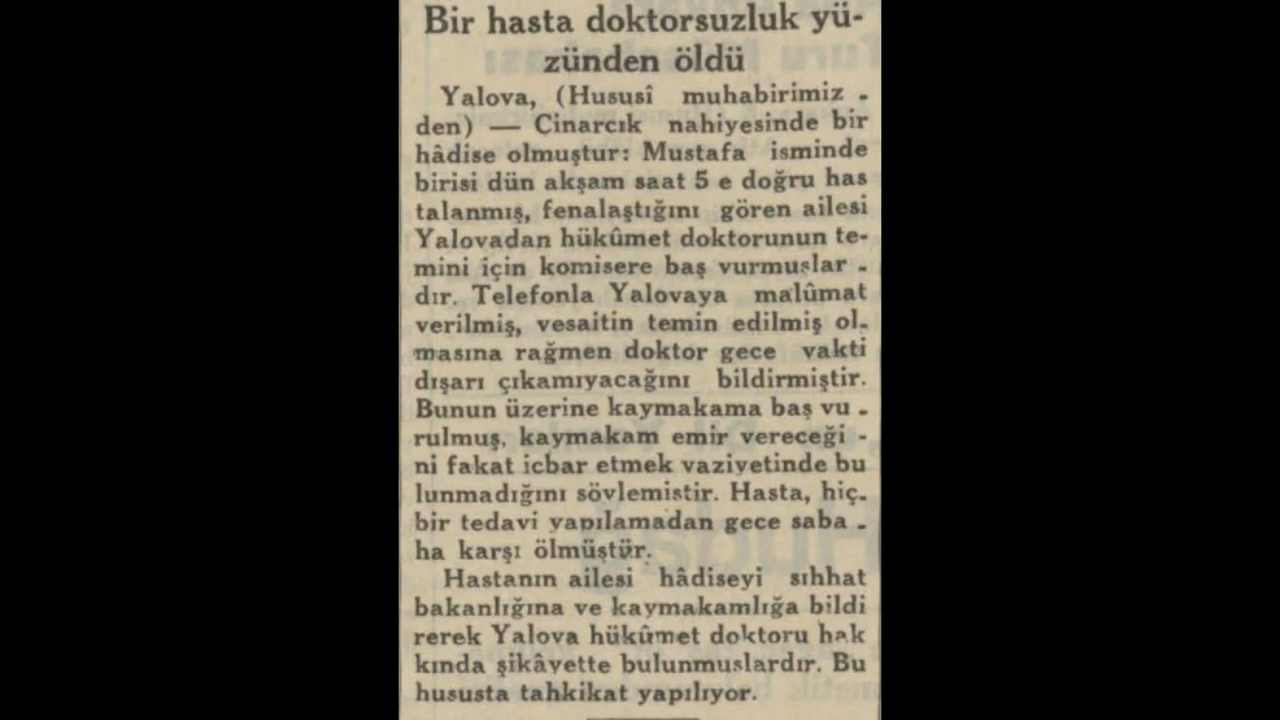 Bir hasta doktorsuzluk yü-
zünden öldü
Yalova, (Hususî muhabirimiz -
den) — Çinarcık nahiyesinde bir
hâdise olmuştur: Mustafa isminde
birisi dün akşam saat 5 e doğru has
talanmış, fenalaştığını gören ailesi
Yalovadan hükûmet doktorunun te-
mini için komisere baş vurmuşlar -
dır. Telefonla Yalovaya malûmat
verilmiş, vesaitin temin edilmiş ol-
masına rağmen doktor gece vakti
dışarı çıkamıyacağını bildirmiştir.
Bunun üzerine kaymakama baş vu -
rulmuş, kaymakam emir vereceği -
ni fakat icbar etmek vaziyetinde bu
lunmadığını söylemiştir. Hasta, hiç-
bir tedavi yapılamadan gece saba -
ha karşı ölmüştür.
Hastanın ailesi hâdiseyi sıhhat
bakanlığına ve kaymakamlığa bildi
rerek Yalova hükûmet doktoru hak
kında şikâyette bulunmuslardır. Bu
hususta tahkikat yapılıyor.